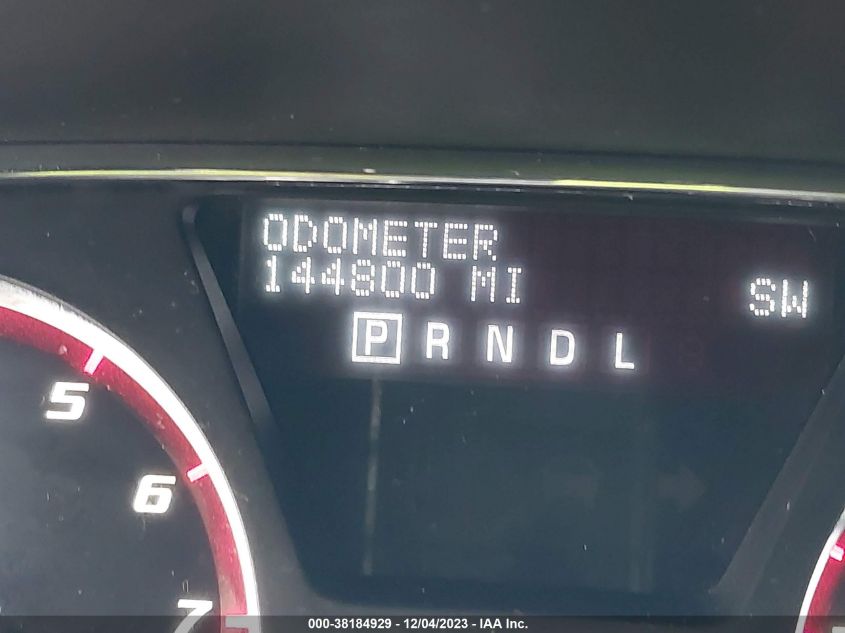 ODOMETER
144800 MI
SW
P R N D L
5
6
7
000-38184929 - 12/04/2023 - IAA Inc.